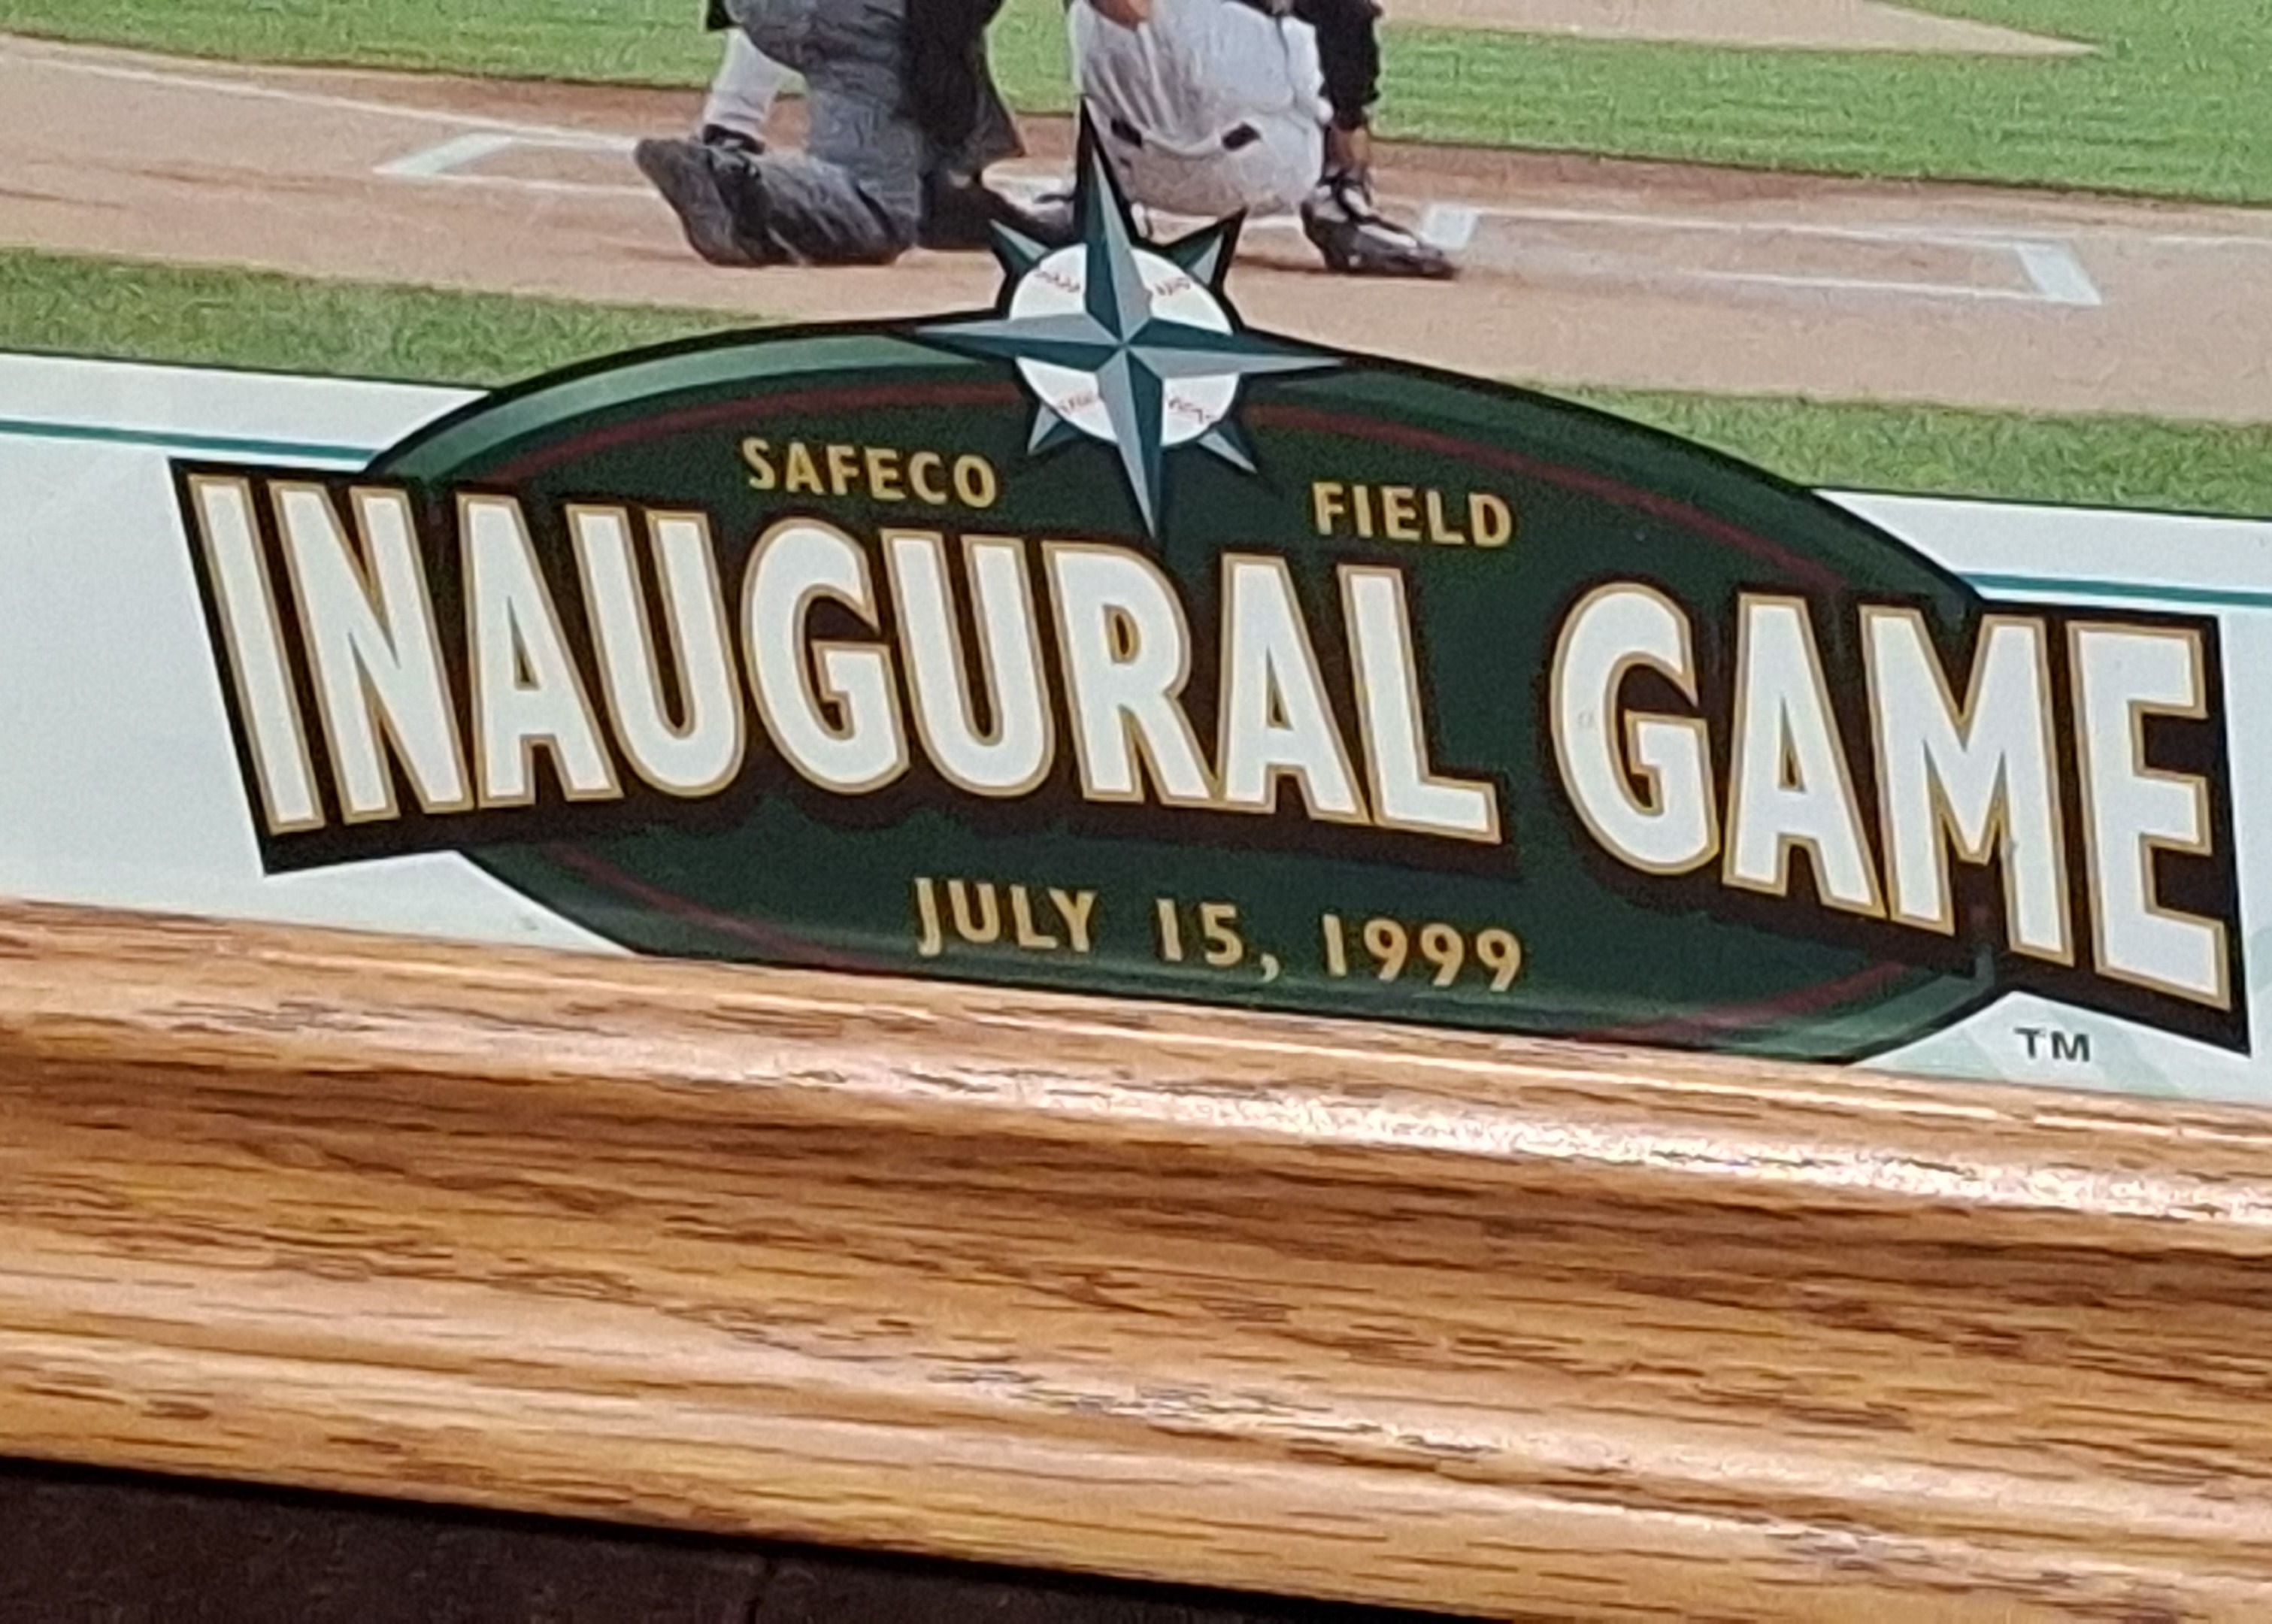 SAFECO FIELD
INAUGURAL GAME
JULY 15, 1999
TM